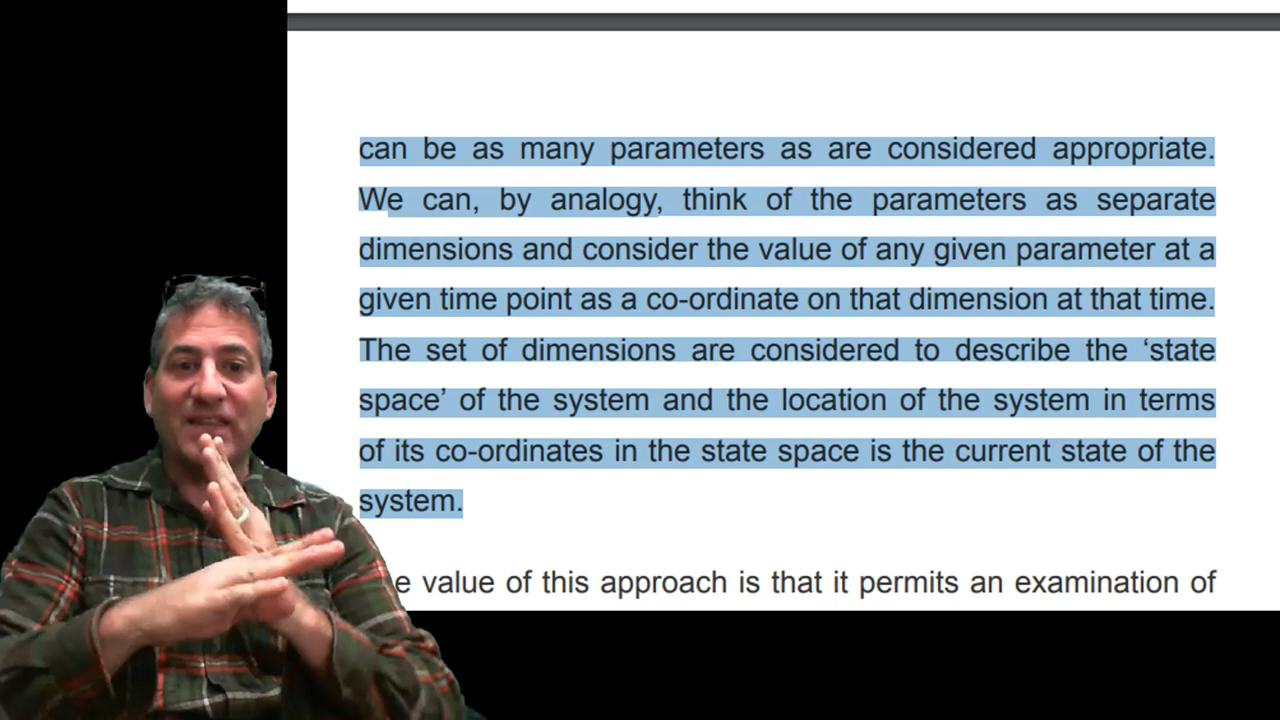 can be as many parameters as are considered appropriate.
We can, by analogy, think of the parameters as separate
dimensions and consider the value of any given parameter at a
given time point as a co-ordinate on that dimension at that time.
The set of dimensions are considered to describe the ‘state
space’ of the system and the location of the system in terms
of its co-ordinates in the state space is the current state of the
system.
value of this approach is that it permits an examination of